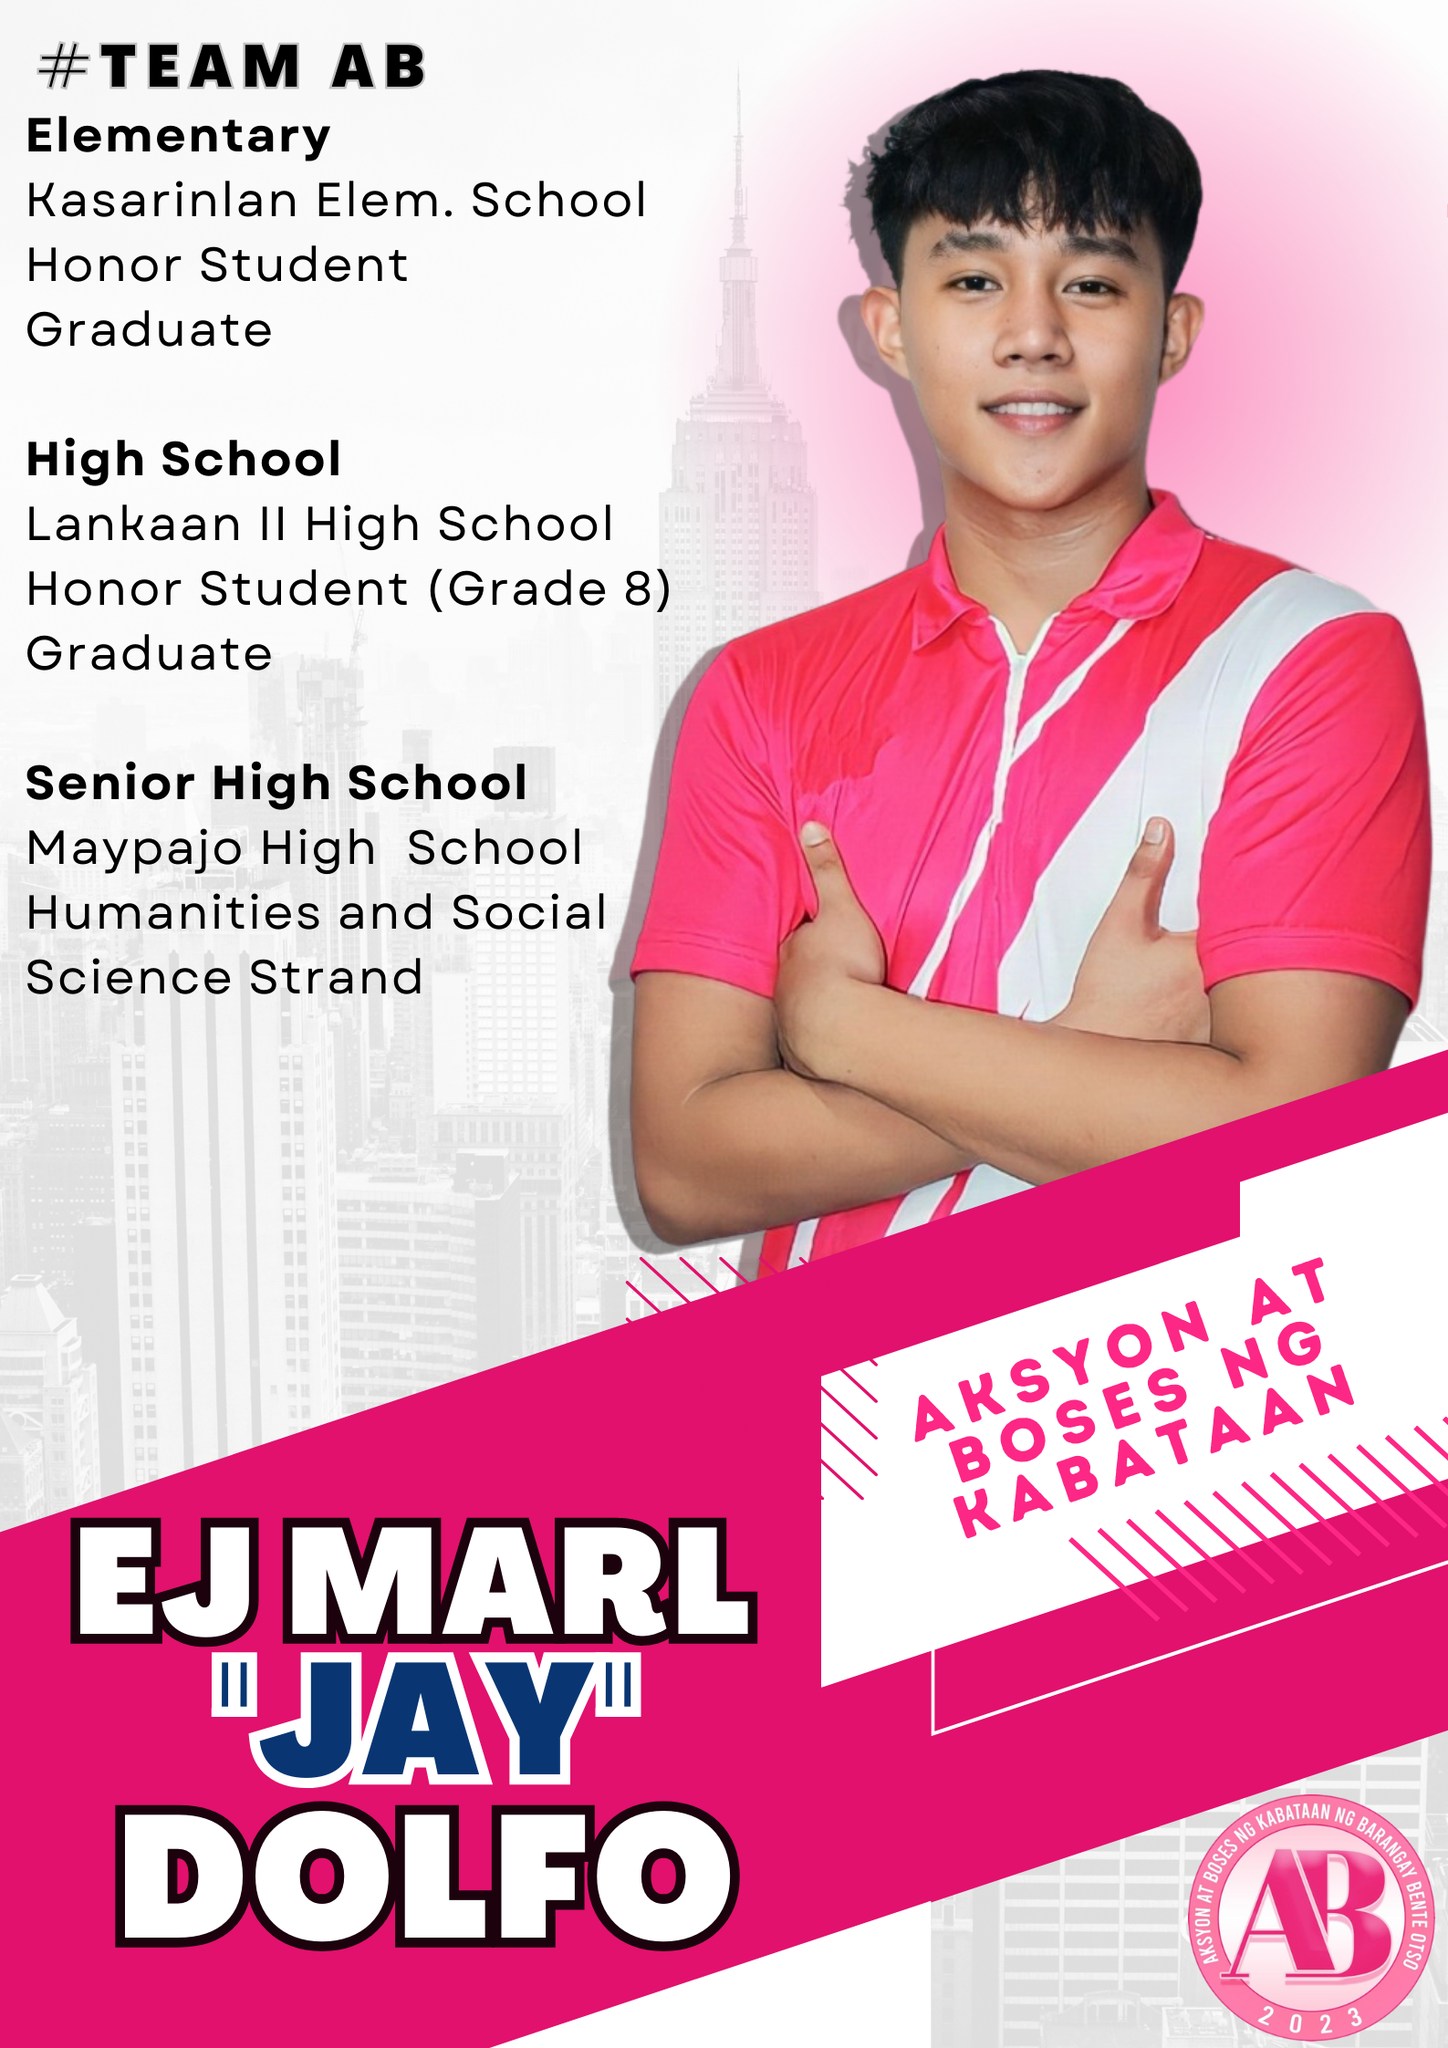 #TEAM AB
Elementary
Kasarinlan Elem. School
Honor Student
Graduate
High School
Lankaan II High School
Honor Student (Grade 8)
Graduate
Senior High School
Maypajo High School
Humanities and Social
Science Strand
AKSYON AT
BOSES NG
KABATAAN
EJ MARL
"JAY"
DOLFO
AKSYON AT BOSES NG KABATAAN NG BARANGAY BENTE OTSO
AB
2023